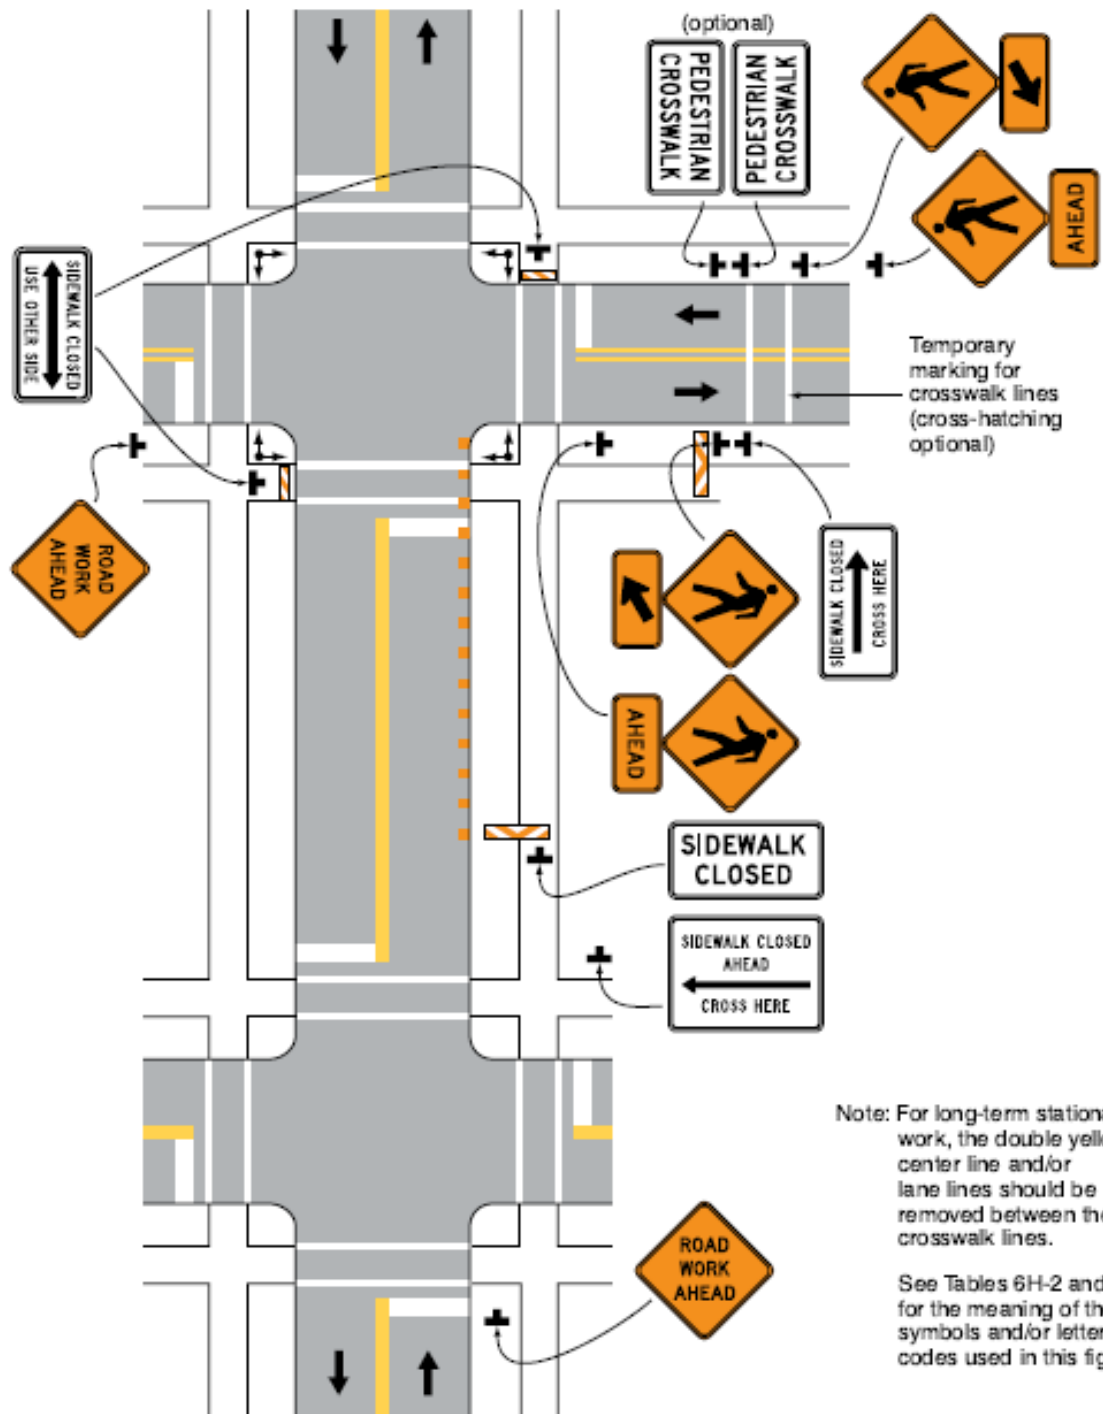 (optional)
PEDESTRIAN
CROSSWALK
PEDESTRIAN
CROSSWALK
AHEAD
SIDEWALK CLOSED
USE OTHER SIDE
Temporary
marking for
crosswalk lines
(cross-hatching
optional)
ROAD
WORK
AHEAD
SIDEWALK CLOSED
CROSS HERE
AHEAD
SIDEWALK
CLOSED
SIDEWALK CLOSED
AHEAD
CROSS HERE
Note: For long-term
work, the double
center line and/or
lane lines should be
removed between
crosswalk lines.
ROAD
WORK
AHEAD
See Tables 6H-2 and
for the meaning of
symbols and/or
codes used in this